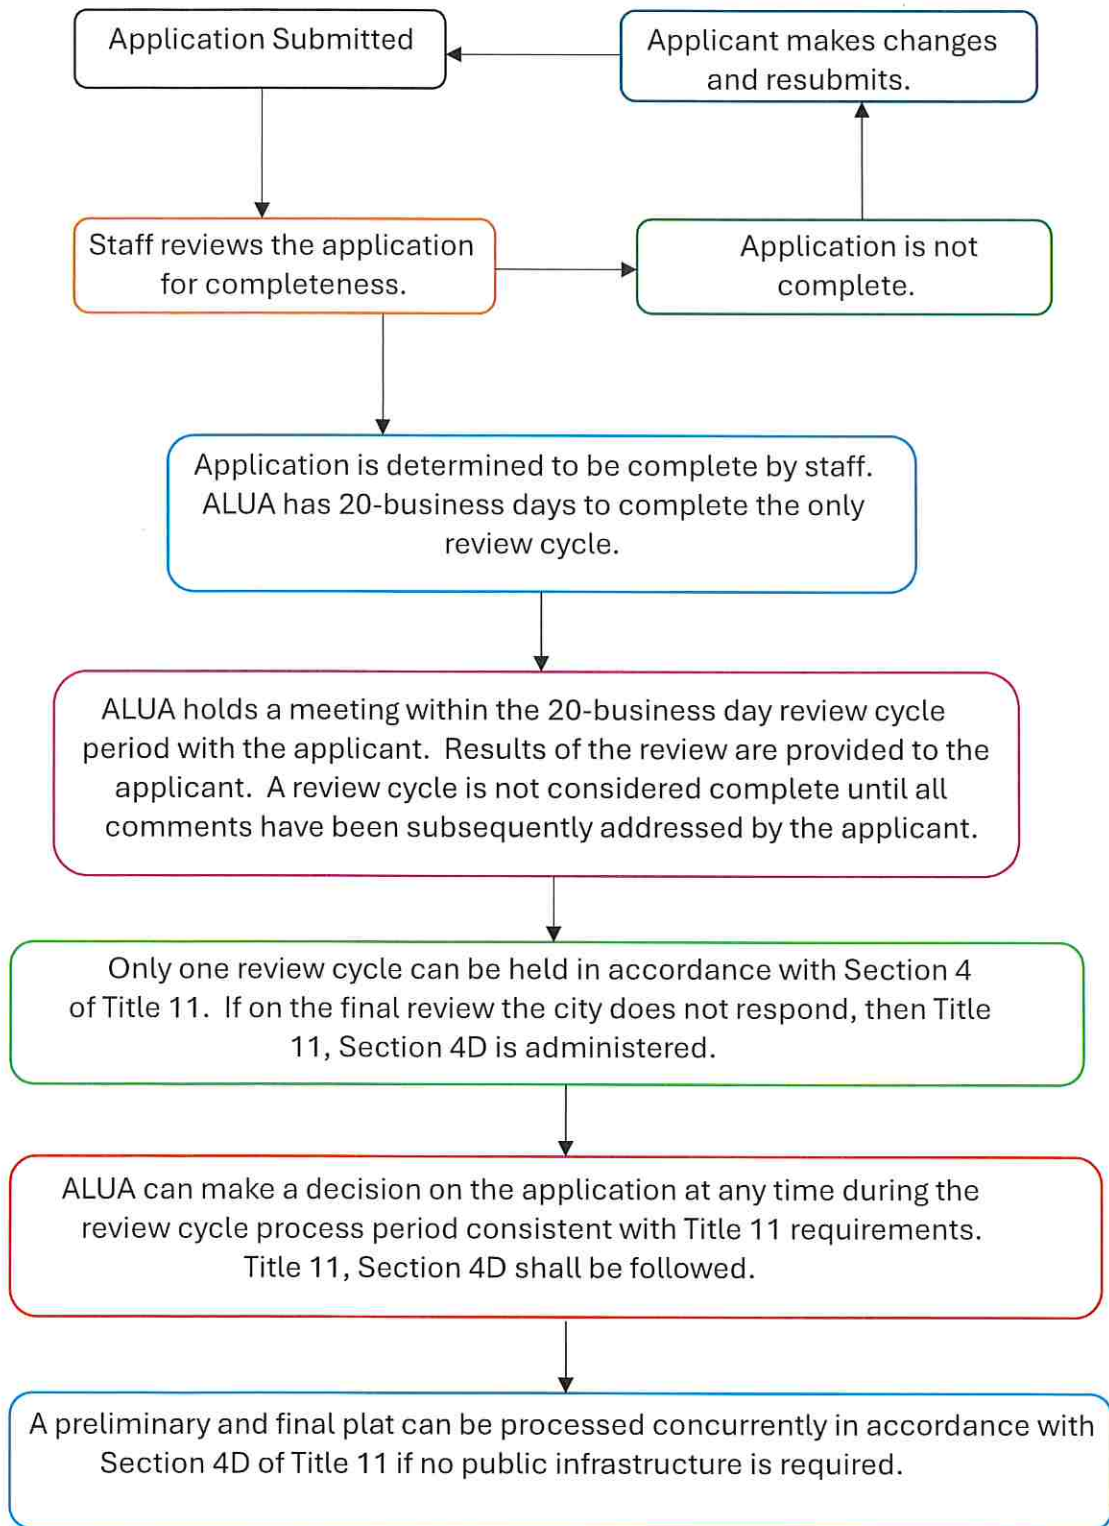 Application Submitted
Applicant makes changes
and resubmits.
Staff reviews the application
for completeness.
Application is not
complete.
Application is determined to be complete by staff.
ALUA has 20-business days to complete the only
review cycle.
ALUA holds a meeting within the 20-business day review cycle
period with the applicant.  Results of the review are provided to the
applicant.  A review cycle is not considered complete until all
comments have been subsequently addressed by the applicant.
Only one review cycle can be held in accordance with Section 4
of Title 11.  If on the final review the city does not respond, then Title
11, Section 4D is administered.
ALUA can make a decision on the application at any time during the
review cycle process period consistent with Title 11 requirements.
Title 11, Section 4D shall be followed.
A preliminary and final plat can be processed concurrently in accordance with
Section 4D of Title 11 if no public infrastructure is required.